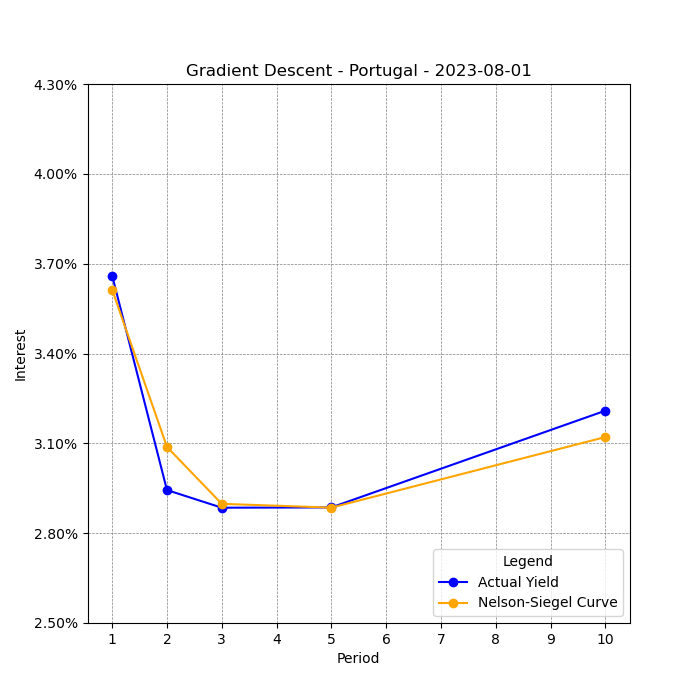 Gradient Descent - Portugal - 2023-08-01
4.30%
4.00%
3.70%
3.40%
3.10%
2.80%
2.50%
Interest
Legend
Actual Yield
Nelson-Siegel Curve
1 2 3 4 5 6 7 8 9 10
Period